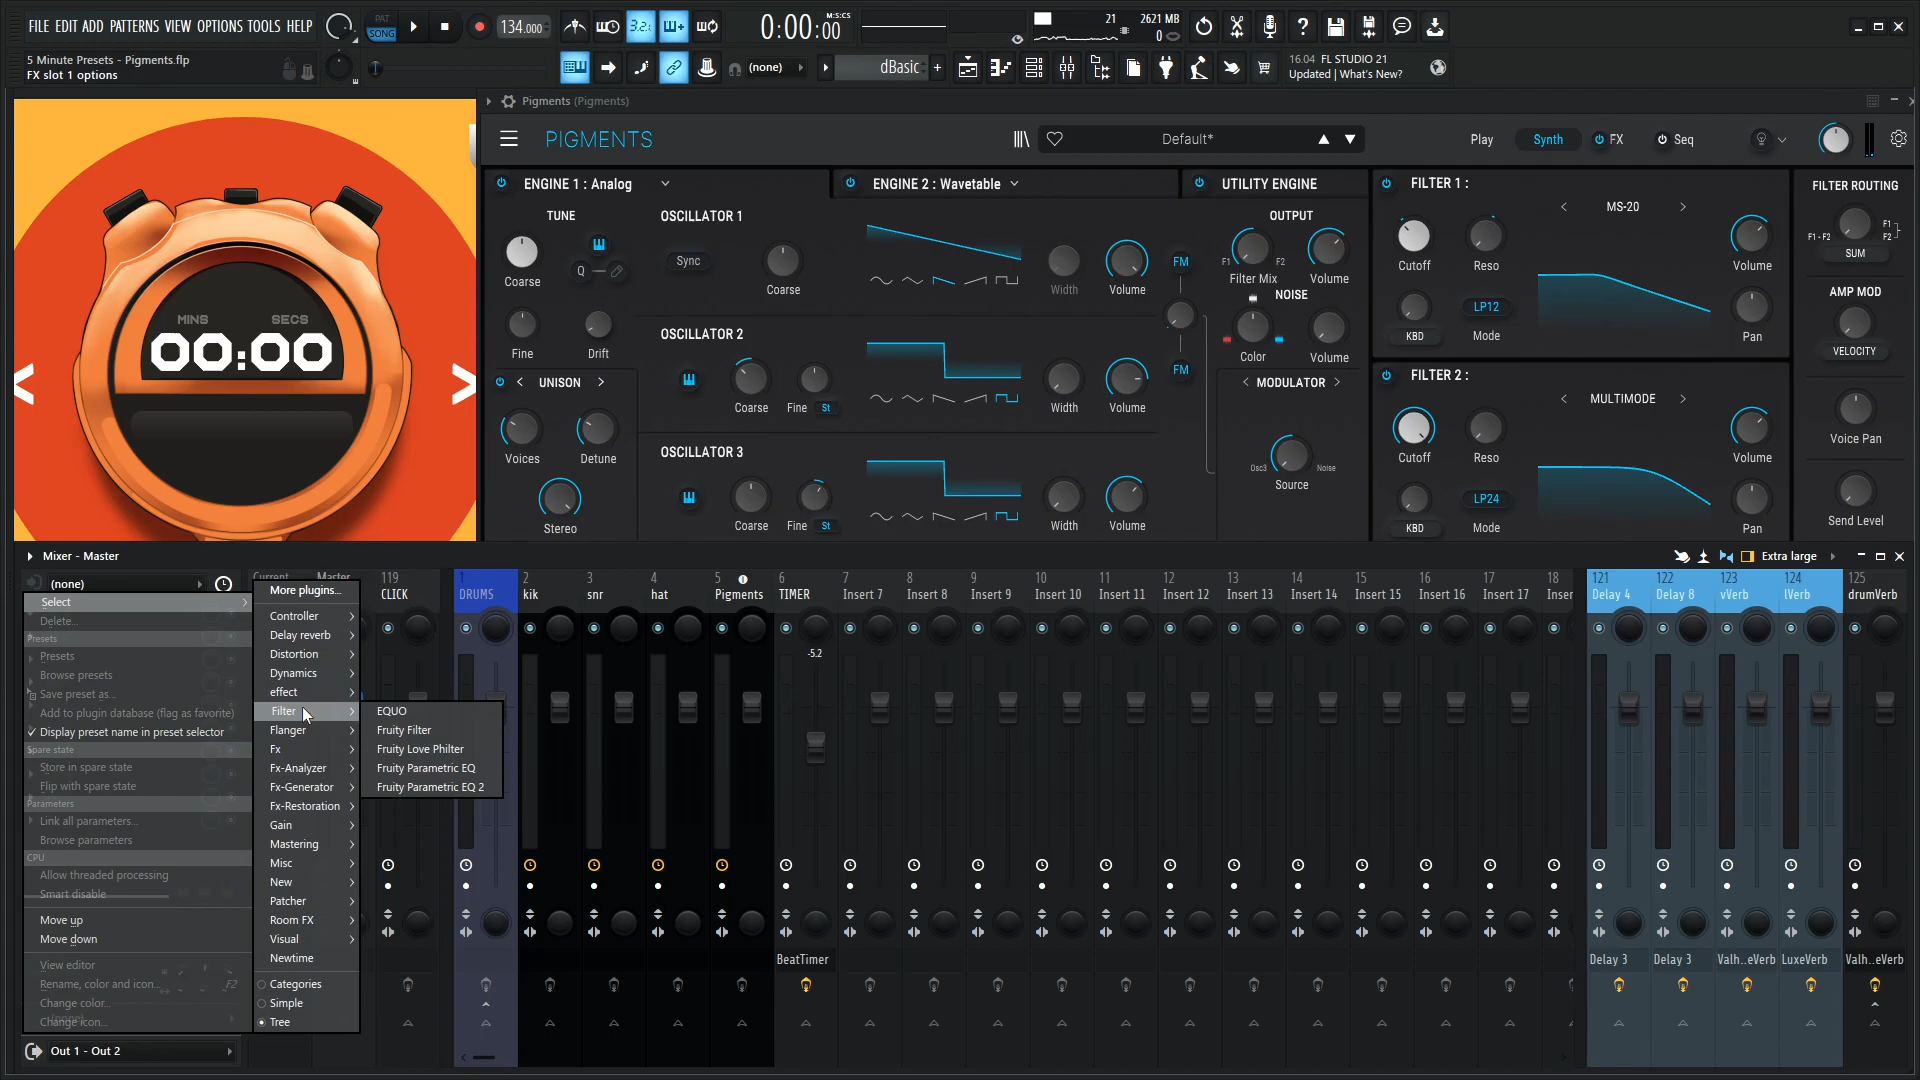 FILE EDIT ADD PATTERNS VIEW OPTIONS TOOLS HELP
PAT
SONG
134.000
3.2.:
0:00:00
M:S:CS
21
2621 MB
0
5 Minute Presets - Pigments.flp
FX slot 1 options
(none)
dBasic
16.04 FL STUDIO 21
Updated | What's New?
Pigments (Pigments)
PIGMENTS
Default*
Play
Synth
FX
Seq
MINS
SECS
00:00
<
>
ENGINE 1 : Analog
ENGINE 2 : Wavetable
UTILITY ENGINE
TUNE
Coarse
Q
Fine
Drift
UNISON
Voices
Detune
Stereo
OSCILLATOR 1
Sync
Coarse
Width
Volume
FM
OSCILLATOR 2
Coarse
Fine
St
Width
Volume
FM
OSCILLATOR 3
Coarse
Fine
St
Width
Volume
OUTPUT
F1
F2
Filter Mix
Volume
NOISE
Color
Volume
MODULATOR
Osc3
Noise
Source
FILTER 1 :
MS-20
Cutoff
Reso
Volume
KBD
LP12
Mode
Pan
FILTER 2 :
MULTIMODE
Cutoff
Reso
Volume
KBD
LP24
Mode
Pan
FILTER ROUTING
F1 - F2
F1
F2
SUM
AMP MOD
VELOCITY
Voice Pan
Send Level
Mixer - Master
Extra large
(none)
Select
Delete...
Presets
Presets
Browse presets
Save preset as...
Add to plugin database (flag as favorite)
Display preset name in preset selector
Spare state
Store in spare state
Flip with spare state
Parameters
Link all parameters...
Browse parameters
CPU
Allow threaded processing
Smart disable
Move up
Move down
View editor
Rename, color and icon...
F2
Change color...
Change icon...
Out 1 - Out 2
Current
Master
More plugins...
Controller
Delay reverb
Distortion
Dynamics
effect
Filter
Flanger
Fx
Fx-Analyzer
Fx-Generator
Fx-Restoration
Gain
Mastering
Misc
New
Patcher
Room FX
Visual
Newtime
Categories
Simple
Tree
EQUO
Fruity Filter
Fruity Love Philter
Fruity Parametric EQ
Fruity Parametric EQ 2
119
CLICK
1
DRUMS
2
kik
3
snr
4
hat
5
Pigments
6
TIMER
-5.2
BeatTimer
7
Insert 7
8
Insert 8
9
Insert 9
10
Insert 10
11
Insert 11
12
Insert 12
13
Insert 13
14
Insert 14
15
Insert 15
16
Insert 16
17
Insert 17
18
Inser
121
Delay 4
Delay 3
122
Delay 8
Delay 3
123
vVerb
Valh..eVerb
124
lVerb
LuxeVerb
125
drumVerb
Valh..eVerb